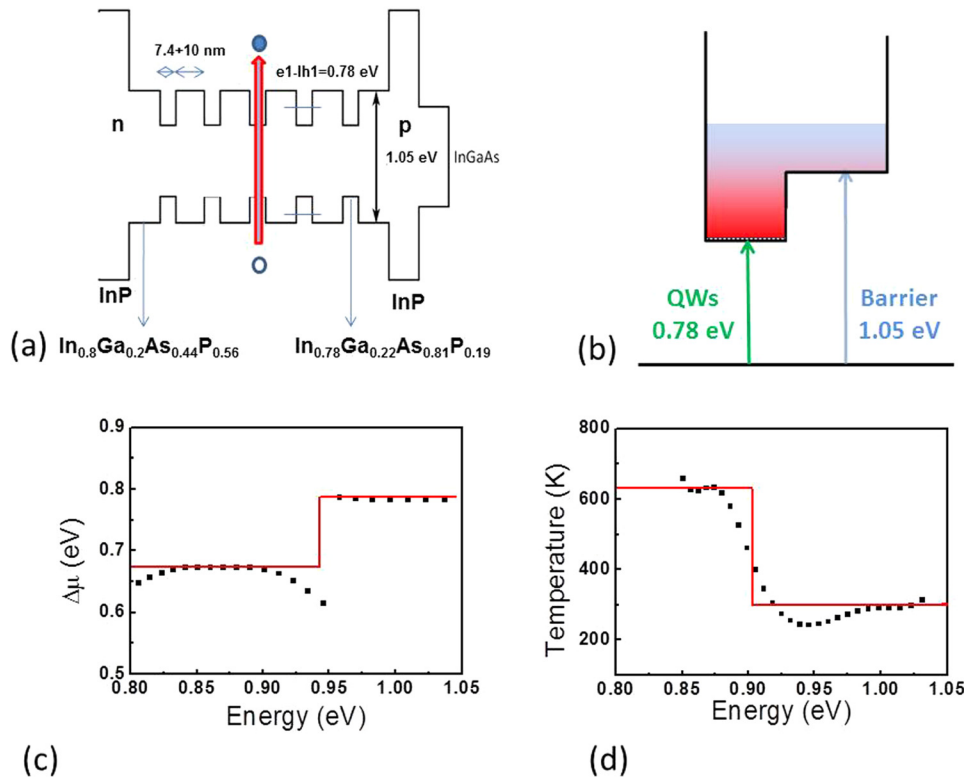 7.4+10 nm
e1-lh1=0.78 eV
n
p
1.05 eV
InGaAs
InP
InP
(a)
In0.8Ga0.2As0.44P0.56
In0.78Ga0.22As0.81P0.19
QWs
0.78 eV
Barrier
1.05 eV
(b)
0.9
0.8
0.7
0.6
0.5
Δμ (eV)
0.80 0.85 0.90 0.95 1.00 1.05
Energy (eV)
(c)
800
600
400
200
Temperature (K)
0.80 0.85 0.90 0.95 1.00 1.05
Energy (eV)
(d)